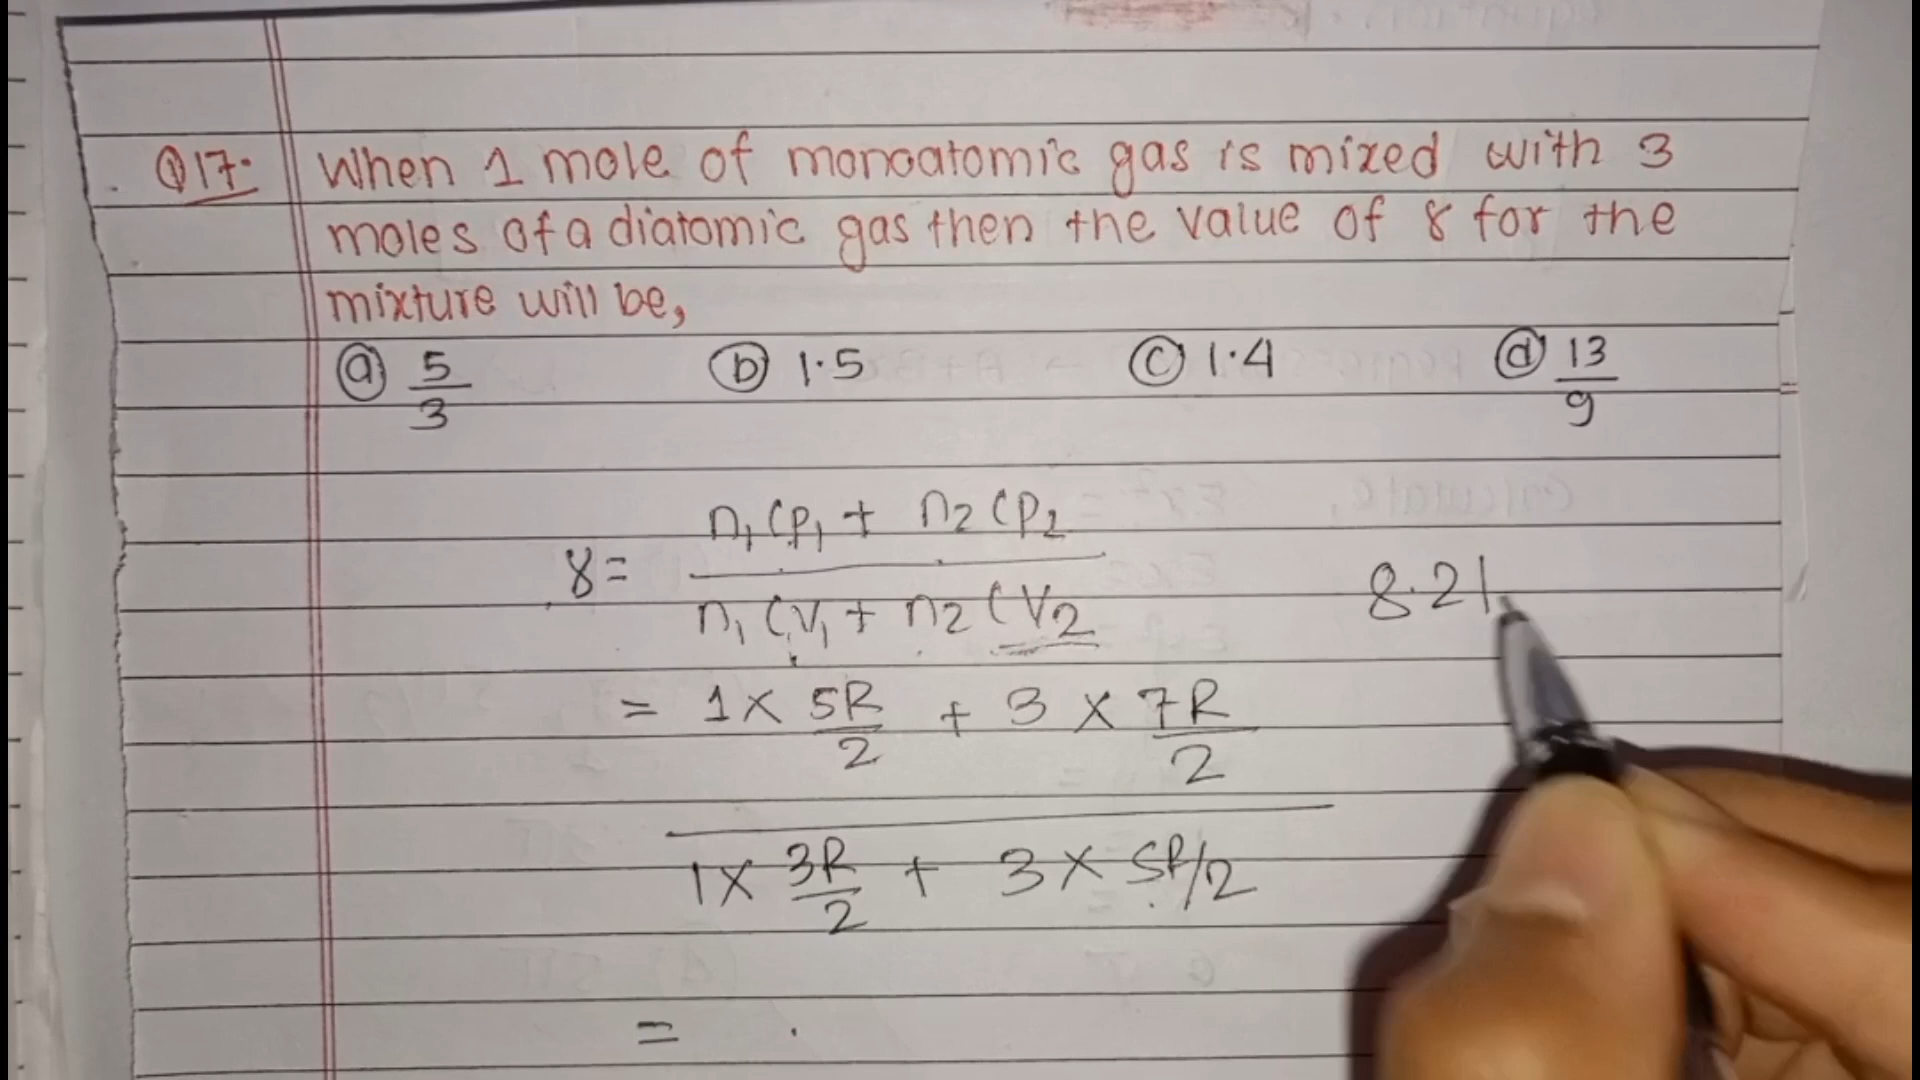 Q17. When 1 mole of monoatomic gas is mixed with 3
moles of a diatomic gas then the value of γ for the
mixture will be,
(a) 5/3 (b) 1.5 (c) 1.4 (d) 13/9
γ = (n₁Cp₁ + n₂Cp₂) / (n₁Cv₁ + n₂Cv₂)
8.21
= 1 × 5R/2 + 3 × 7R/2
1 × 3R/2 + 3 × 5R/2
=